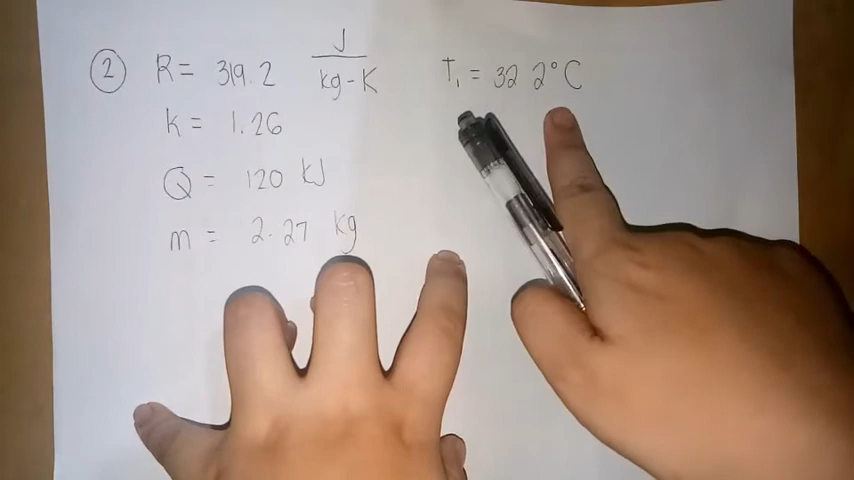 ② R = 319.2 J/kg-K T₁ = 32 2°C
k = 1.26
Q = 120 kJ
m = 2.27 kg